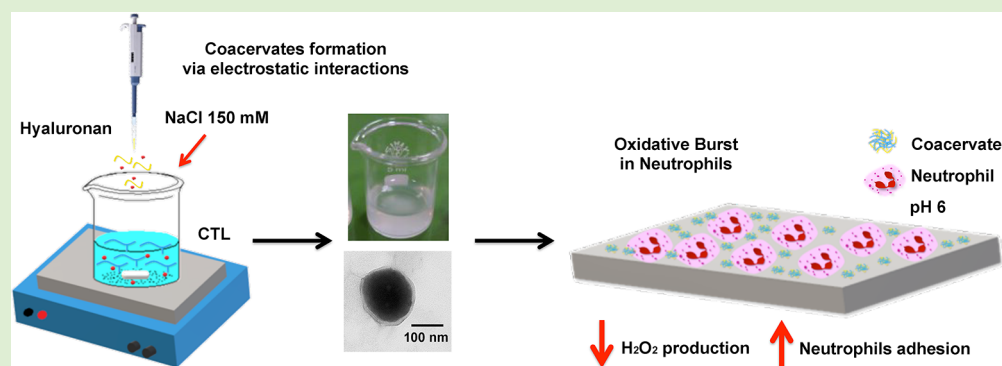 Coacervates formation
via electrostatic interactions
Hyaluronan
NaCl 150 mM
CTL
100 nm
Oxidative Burst
in Neutrophils
Coacervate
Neutrophil
pH 6
H₂O₂ production
Neutrophils adhesion